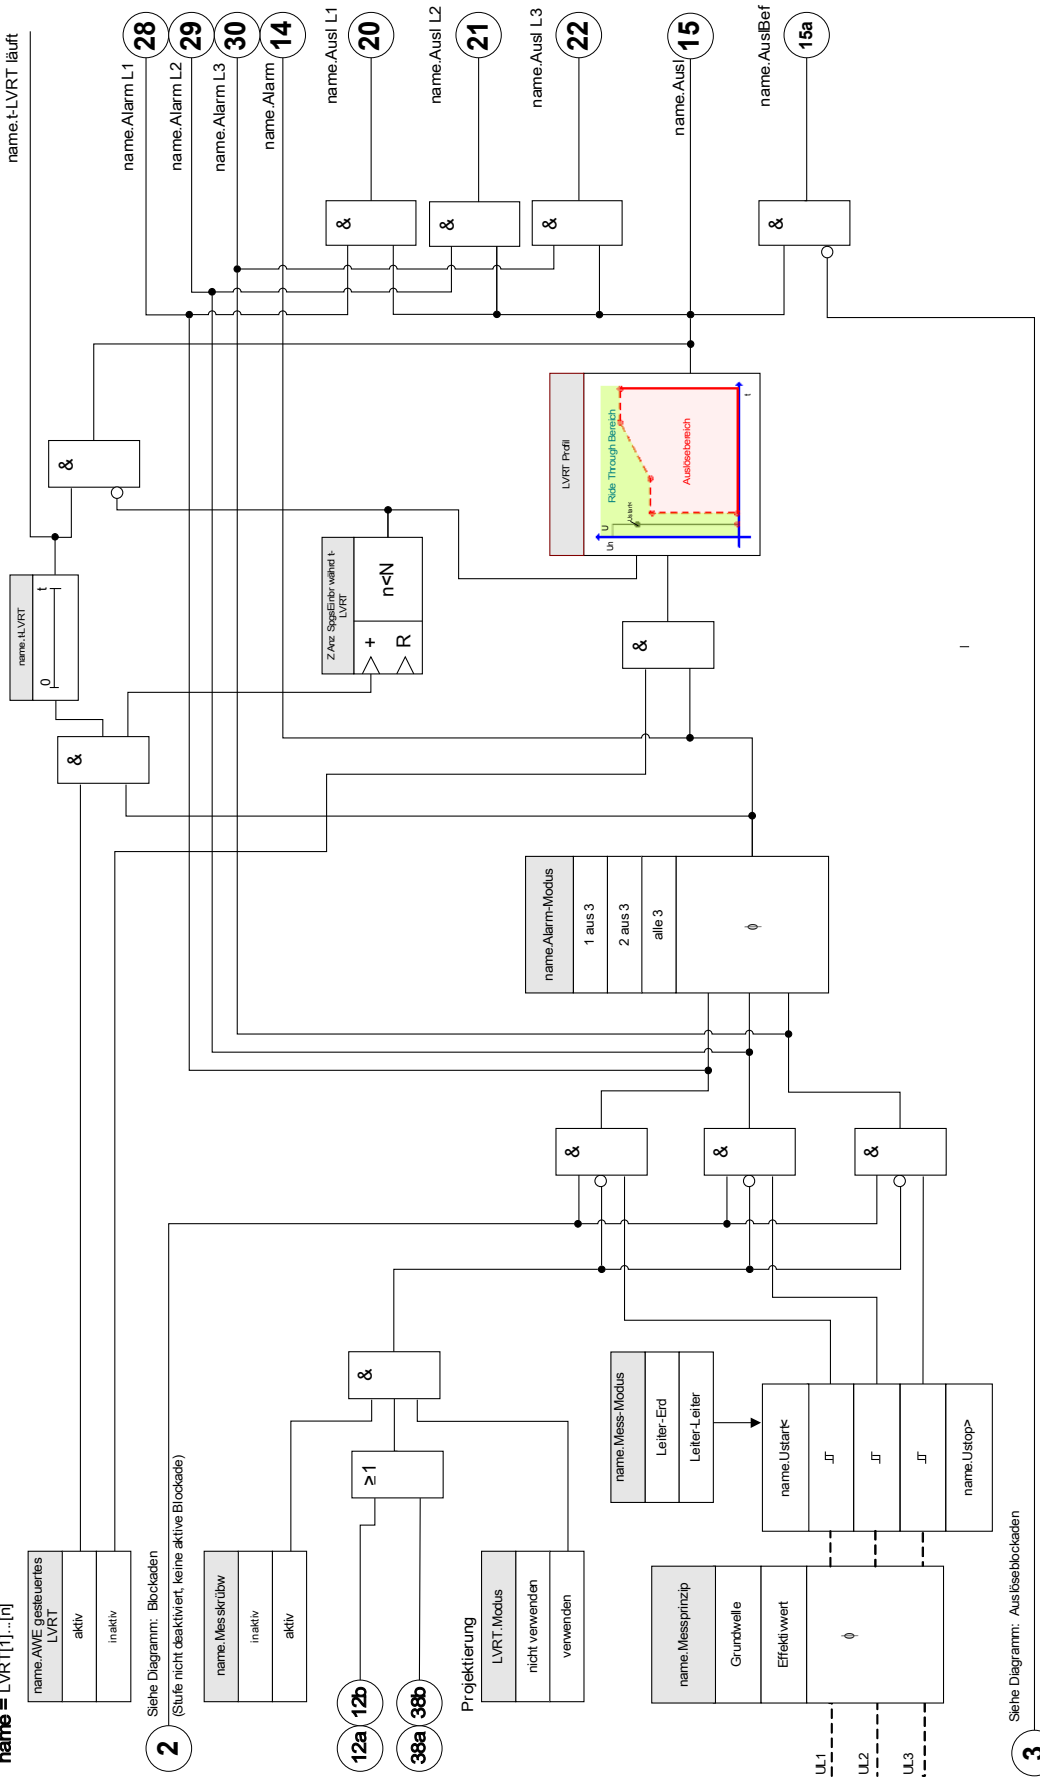 name = LVRT[1]...[n]
name.AWE gesteuertes
LVRT
aktiv
inaktiv
2
Siehe Diagramm: Blockaden
(Stufe nicht deaktiviert, keine aktive Blockade)
name.Messkrübw
inaktiv
aktiv
12a
12b
38a
38b
≥1
&
Projektierung
LVRT.Modus
nicht verwenden
verwenden
name.Mess-Modus
Leiter-Erd
Leiter-Leiter
name.Messprinzip
Grundwelle
Effektivwert
φ
UL1
UL2
UL3
name.Ustart<
name.Ustop>
3
Siehe Diagramm: Auslöseblockaden
&
&
&
name.Alarm-Modus
1 aus 3
2 aus 3
alle 3
φ
&
name.t-LVRT
0
t
&
Z Anz SpgsEinbr währd t-
LVRT
+
R
n<N
&
LVRT Profil
Ride Through Bereich
Auslösebereich
U
Un
Ustart<
t
&
&
&
&
&
name.t-LVRT läuft
name.Alarm L1
28
name.Alarm L2
29
name.Alarm L3
30
name.Alarm
14
name.Ausl L1
20
name.Ausl L2
21
name.Ausl L3
22
name.Ausl
15
name.AuslBef
15a